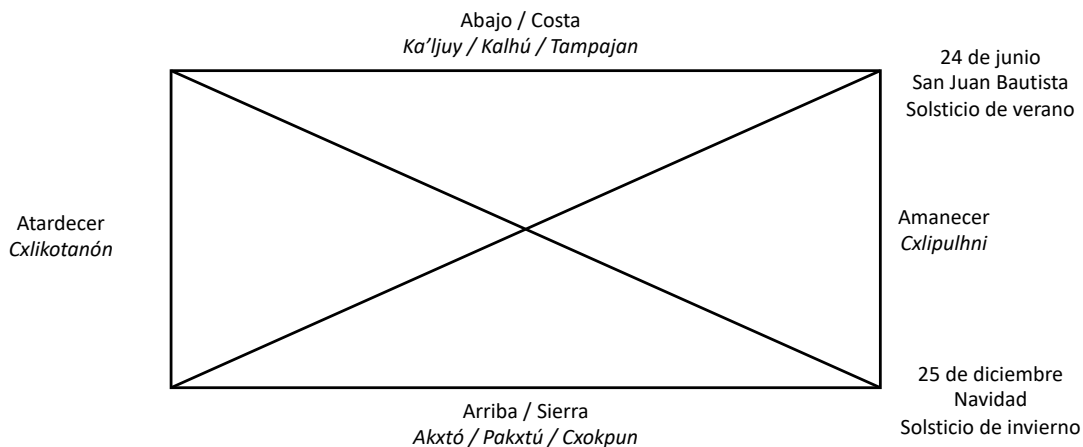 Abajo / Costa
Ka’ljuy / Kalhú / Tampajan
24 de junio
San Juan Bautista
Solsticio de verano
Atardecer
Cxlikotanón
Amanecer
Cxlipulhni
25 de diciembre
Navidad
Solsticio de invierno
Arriba / Sierra
Akxtó / Pakxtú / Cxokpun